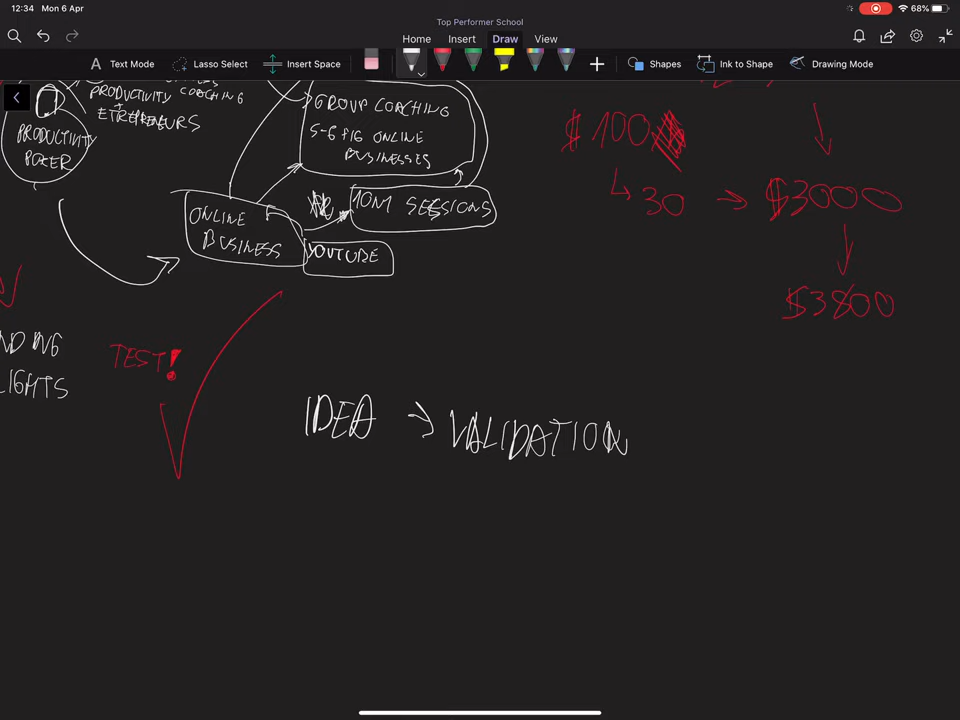 12:34 Mon 6 Apr
68%
Top Performer School
Home Insert Draw View
Text Mode Lasso Select Insert Space Shapes Ink to Shape Drawing Mode
PRODUCTIVITY COACHING
+
PRODUCTIVITY
GROUP COACHING
5-6 FIG ONLINE
BUSINESSES
10M SESSIONS
ONLINE
BUSINESS
YOUTUBE
$100
30 → $3000
$3800
NDING
LIGHTS
TEST!
IDEA → VALIDATION